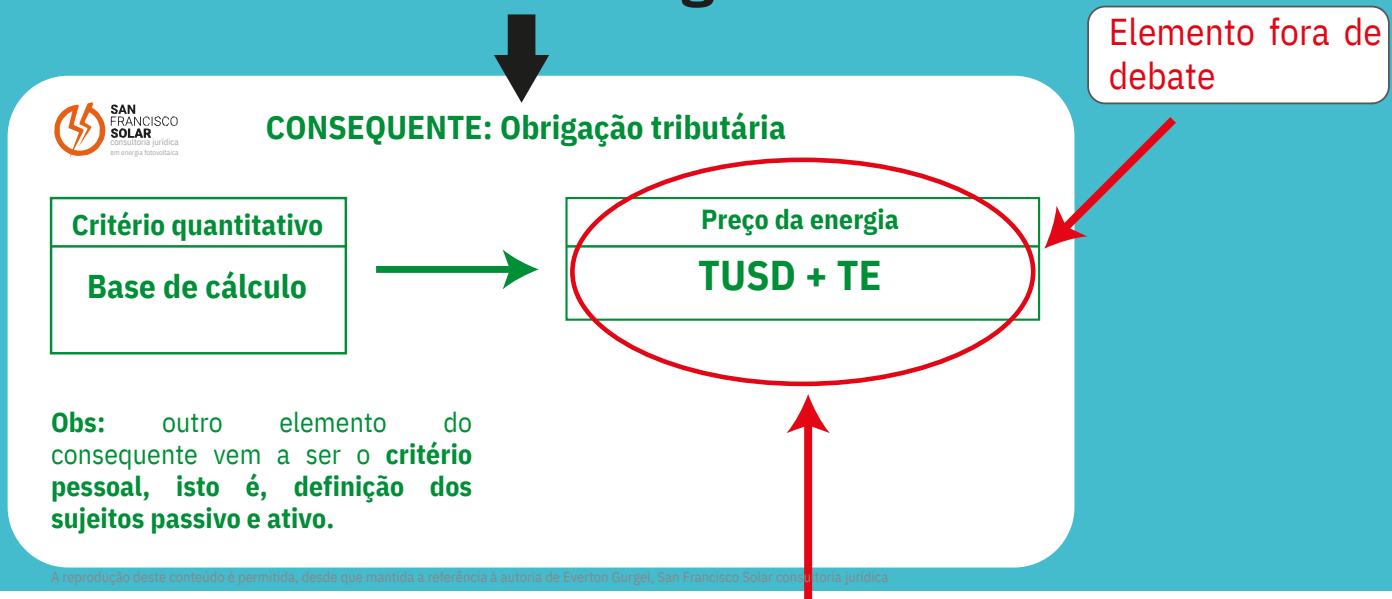 g
Elemento fora de
debate
SAN
FRANCISCO
SOLAR
consultoria jurídica
em energia fotovoltaica
CONSEQUENTE: Obrigação tributária
Critério quantitativo
Base de cálculo
Preço da energia
TUSD + TE
Obs: outro elemento do
consequente vem a ser o critério
pessoal, isto é, definição dos
sujeitos passivo e ativo.
A reprodução deste conteúdo é permitida, desde que mantida a referência à autoria de Everton Gurgel, San Francisco Solar consultoria jurídica